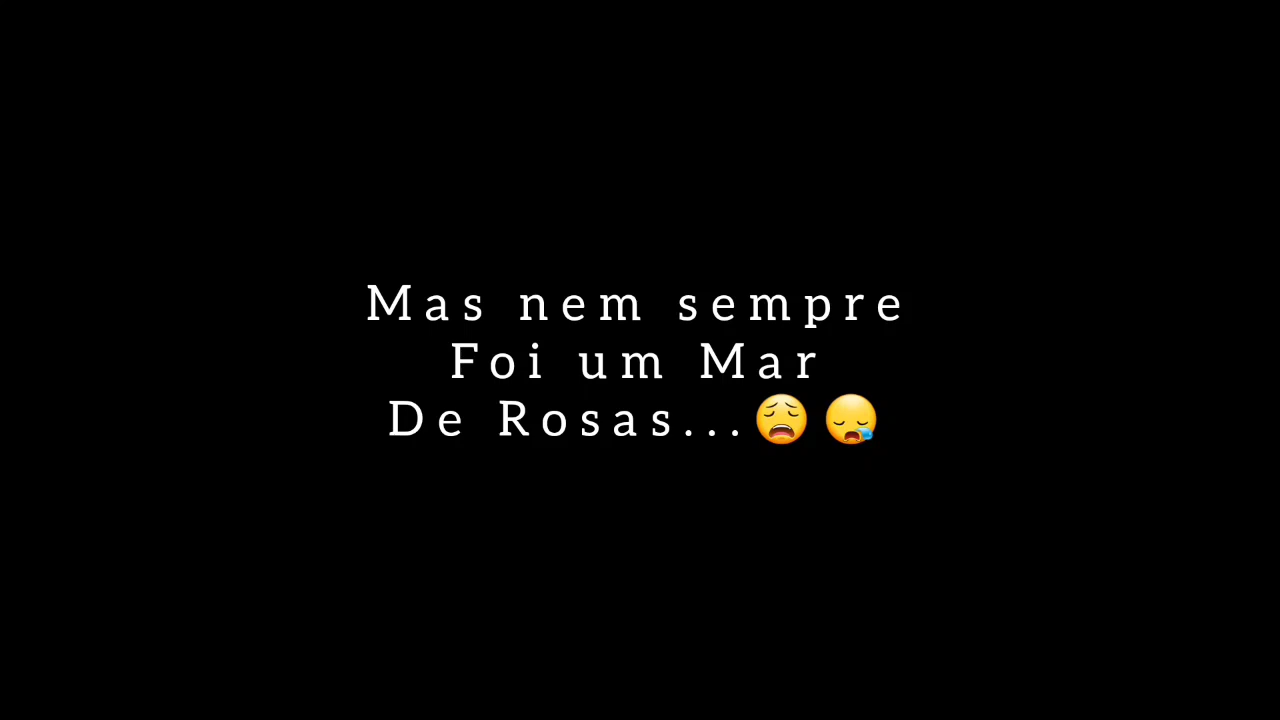 Mas nem sempre
Foi um Mar
De Rosas...😩 😪